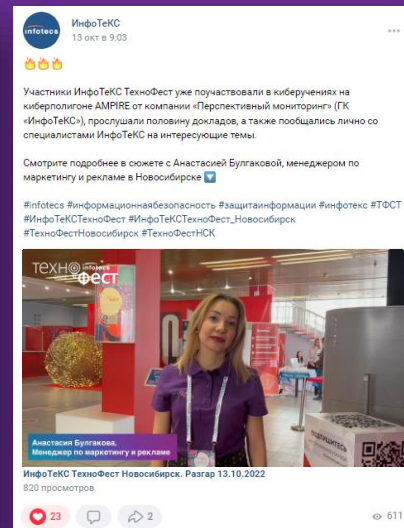 infotecs
ИнфоТеКС
13 окт в 9:03
Участники ИнфоТеКС ТехноФест уже поучаствовали в киберучениях на
киберполигоне AMPIRE от компании «Перспективный мониторинг» (ГК
«ИнфоТеКС»), прослушали половину докладов, а также пообщались лично со
специалистами ИнфоТеКС на интересующие темы.
Смотрите подробнее в сюжете с Анастасией Булгаковой, менеджером по
маркетингу и рекламе в Новосибирске
#infotecs #информационнаябезопасность #защитаинформации #инфотекс #ТФСТ
#ИнфоТеКСТехноФест #ИнфоТеКСТехноФест_Новосибирск
#ТехноФестНовосибирск #ТехноФестНСК
ТЕХНО infotecs
ФЕСТ
ПОДПИШИТЕСЬ
Анастасия Булгакова,
Менеджер по маркетингу и рекламе
ИнфоТеКС ТехноФест Новосибирск. Разгар 13.10.2022
820 просмотров
23
2
611